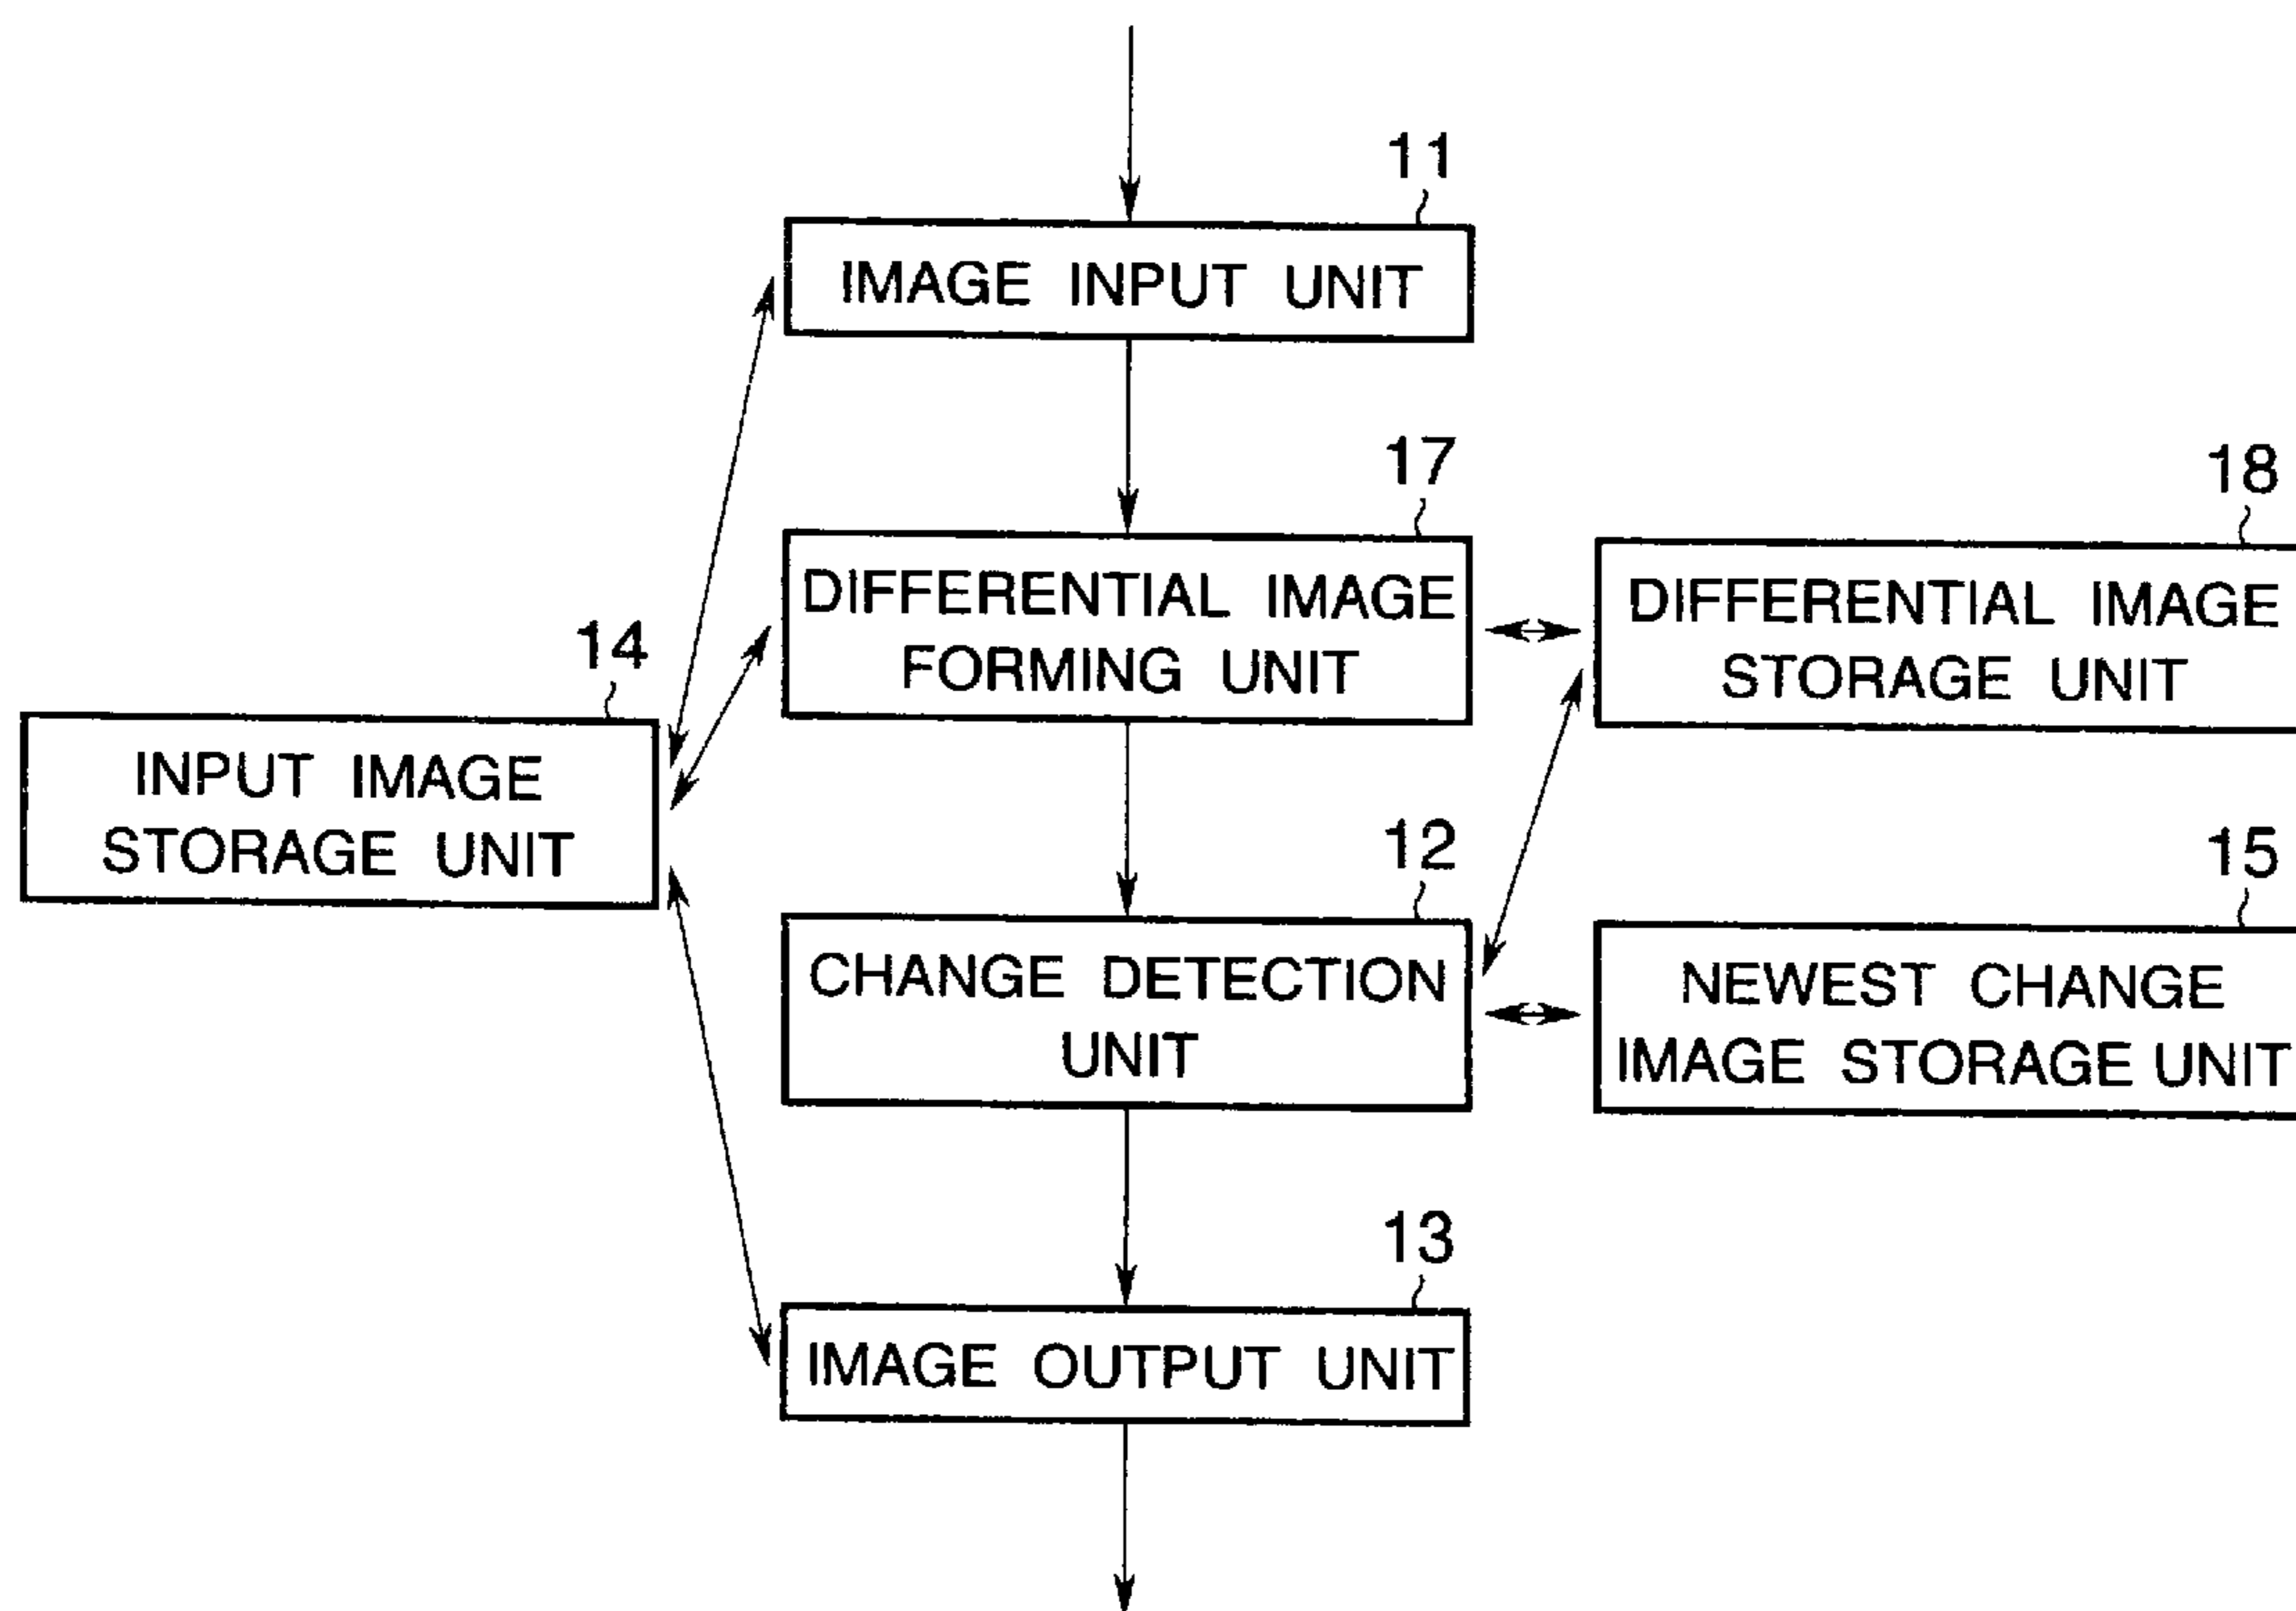 11
IMAGE INPUT UNIT
17
DIFFERENTIAL IMAGE
FORMING UNIT
18
DIFFERENTIAL IMAGE
STORAGE UNIT
14
INPUT IMAGE
STORAGE UNIT
12
CHANGE DETECTION
UNIT
15
NEWEST CHANGE
IMAGE STORAGE UNIT
13
IMAGE OUTPUT UNIT